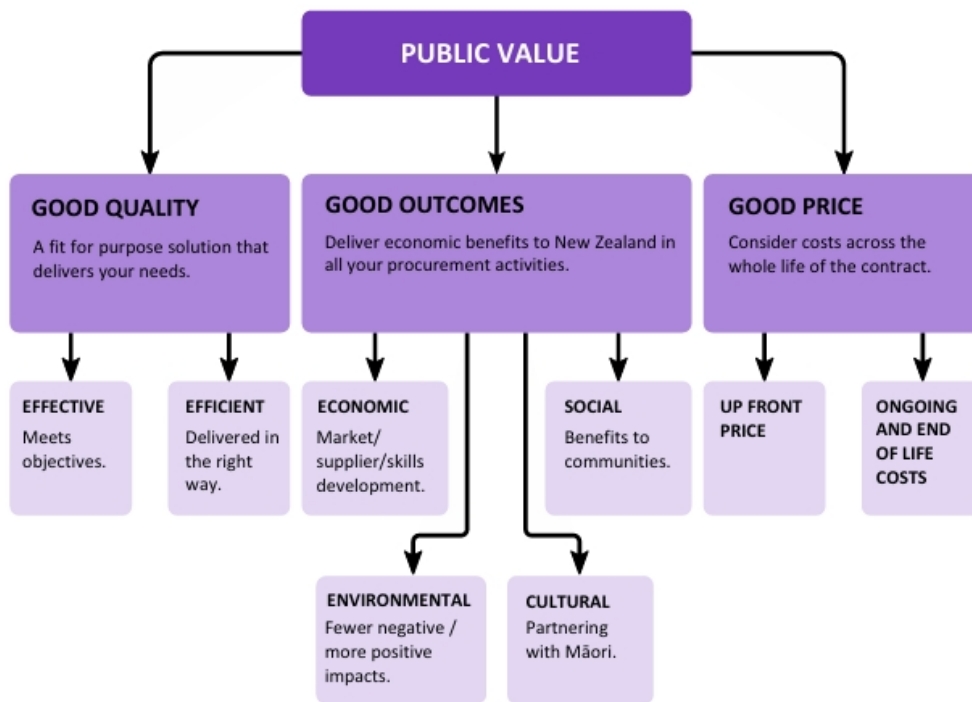 PUBLIC VALUE
GOOD QUALITY
A fit for purpose solution that
delivers your needs.
GOOD OUTCOMES
Deliver economic benefits to New Zealand in
all your procurement activities.
GOOD PRICE
Consider costs across the
whole life of the contract.
EFFECTIVE
Meets
objectives.
EFFICIENT
Delivered in
the right
way.
ECONOMIC
Market/
supplier/skills
development.
SOCIAL
Benefits to
communities.
UP FRONT
PRICE
ONGOING
AND END
OF LIFE
COSTS
ENVIRONMENTAL
Fewer negative /
more positive
impacts.
CULTURAL
Partnering
with Māori.